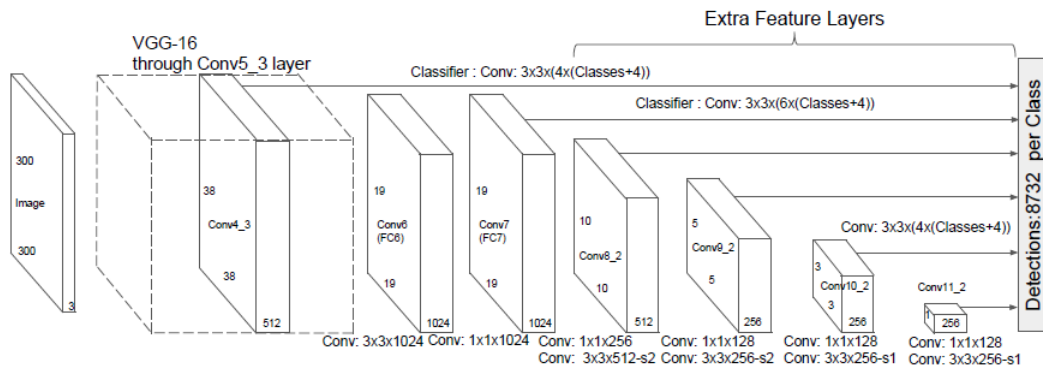 Extra Feature Layers
VGG-16
through Conv5_3 layer
Classifier : Conv: 3x3x(4x(Classes+4))
Classifier : Conv: 3x3x(6x(Classes+4))
300
Image
300
3
38
Conv4_3
38
512
19
Conv6
(FC6)
19
1024
19
Conv7
(FC7)
19
1024
10
Conv8_2
10
512
5
Conv9_2
5
256
Conv: 3x3x(4x(Classes+4))
3
Conv10_2
3
256
Conv11_2
1
256
Detections:8732 per Class
Conv: 3x3x1024
Conv: 1x1x1024
Conv: 1x1x256
Conv: 3x3x512-s2
Conv: 1x1x128
Conv: 3x3x256-s2
Conv: 1x1x128
Conv: 3x3x256-s1
Conv: 1x1x128
Conv: 3x3x256-s1